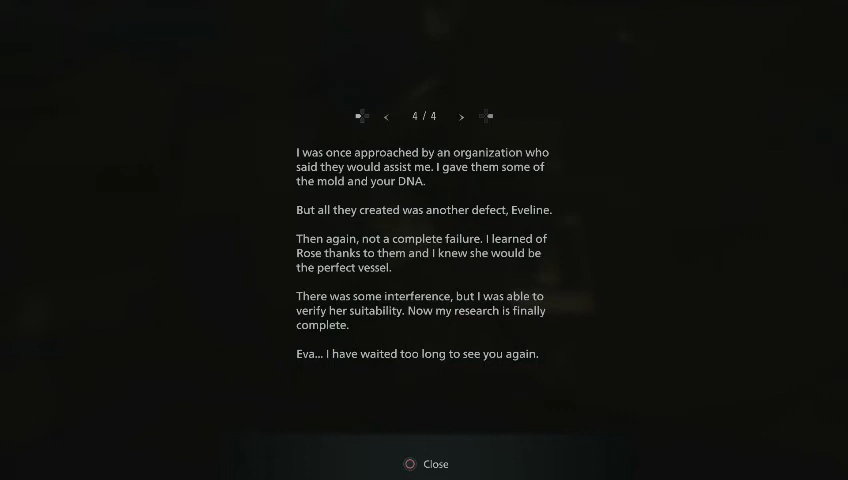 < 4 / 4 >
I was once approached by an organization who
said they would assist me. I gave them some of
the mold and your DNA.
But all they created was another defect, Eveline.
Then again, not a complete failure. I learned of
Rose thanks to them and I knew she would be
the perfect vessel.
There was some interference, but I was able to
verify her suitability. Now my research is finally
complete.
Eva... I have waited too long to see you again.
Close